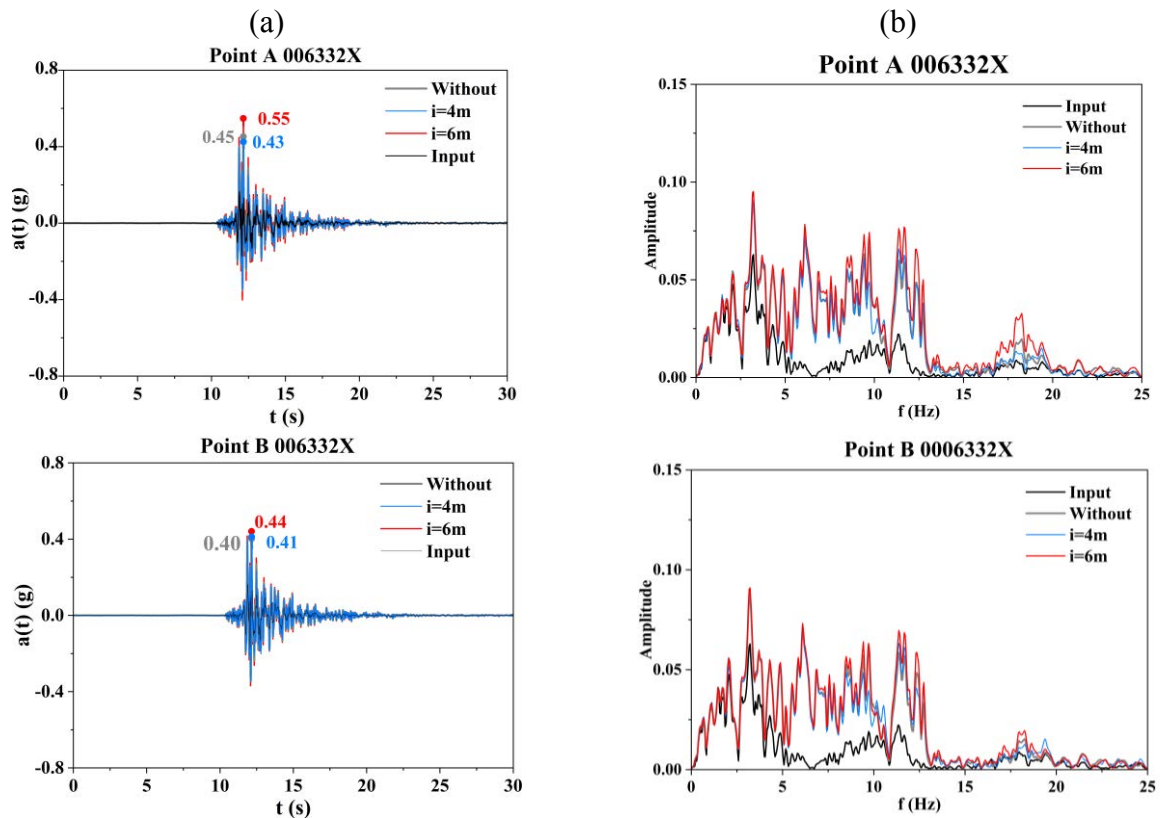 (a)
Point A 006332X
0.8
0.4
0.0
-0.4
-0.8
a(t) (g)
0.45
0.55
0.43
Without
i=4m
i=6m
Input
0 5 10 15 20 25 30
t (s)
(b)
Point A 006332X
0.15
0.10
0.05
0.00
Amplitude
Input
Without
i=4m
i=6m
0 5 10 15 20 25
f (Hz)
Point B 006332X
0.8
0.4
0.0
-0.4
-0.8
a(t) (g)
0.40
0.44
0.41
Without
i=4m
i=6m
Input
0 5 10 15 20 25 30
t (s)
Point B 0006332X
0.15
0.10
0.05
0.00
Amplitude
Input
Without
i=4m
i=6m
0 5 10 15 20 25
f (Hz)